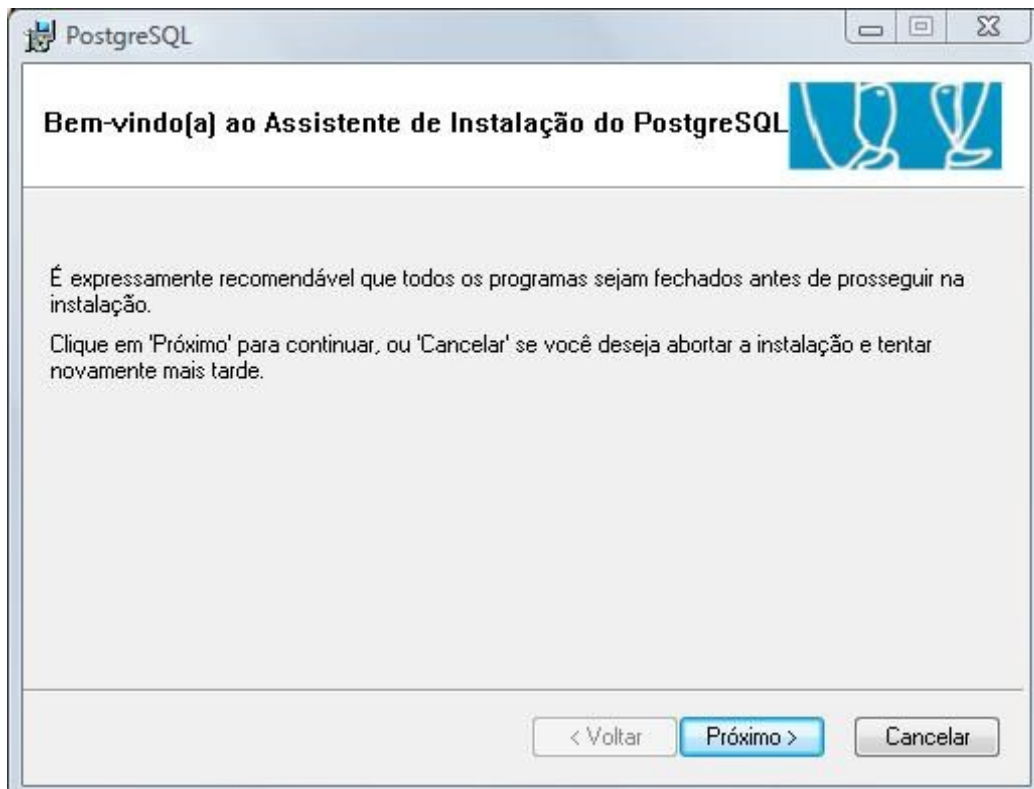 PostgreSQL
Bem-vindo(a) ao Assistente de Instalação do PostgreSQL
É expressamente recomendável que todos os programas sejam fechados antes de prosseguir na
instalação.
Clique em 'Próximo' para continuar, ou 'Cancelar' se você deseja abortar a instalação e tentar
novamente mais tarde.
< Voltar
Próximo >
Cancelar